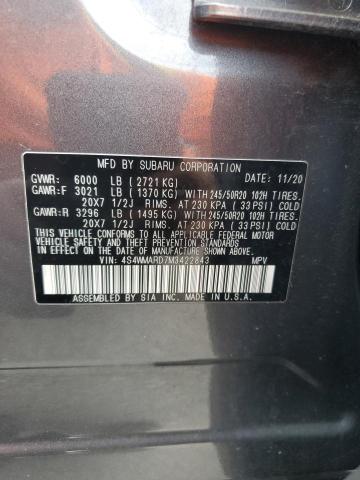 MFD BY SUBARU CORPORATION
GVWR: 6000 LB ( 2721 KG) DATE: 11/20
GAWR:F 3021 LB ( 1370 KG) WITH 245/50R20 102H TIRES.
20X7 1/2J RIMS. AT 230 KPA ( 33 PSI) COLD
GAWR:R 3296 LB ( 1495 KG) WITH 245/50R20 102H TIRES.
20X7 1/2J RIMS. AT 230 KPA ( 33 PSI) COLD
THIS VEHICLE CONFORMS TO ALL APPLICABLE FEDERAL MOTOR
VEHICLE SAFETY AND BUMPER STANDARDS
IN EFFECT ON THE DATE OF MANUFACTURE SHOWN ABOVE.
VIN: 4S4WMARD7M3422843 MPV
ASSEMBLED BY SIA INC. MADE IN U.S.A.